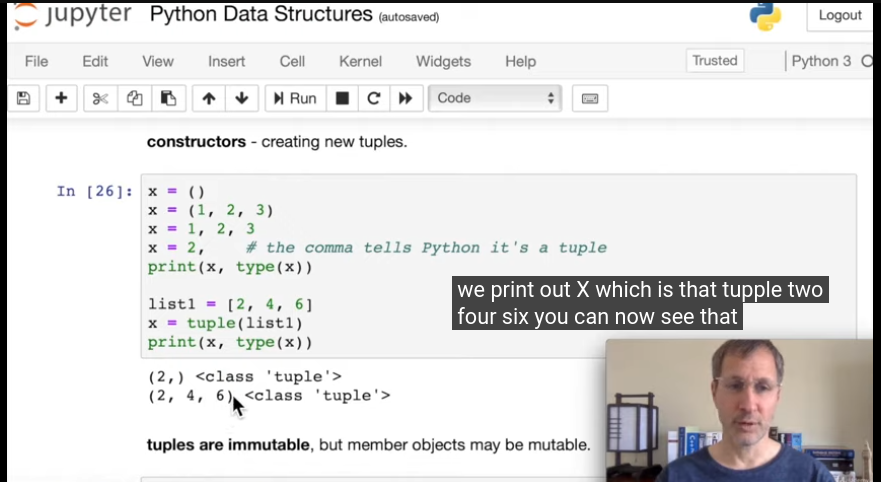 jupyter Python Data Structures (autosaved)
Logout
File Edit View Insert Cell Kernel Widgets Help Trusted Python 3
Run Code
constructors - creating new tuples.
In [26]: x = ()
x = (1, 2, 3)
x = 1, 2, 3
x = 2, # the comma tells Python it's a tuple
print(x, type(x))
list1 = [2, 4, 6]
x = tuple(list1)
print(x, type(x))
we print out X which is that tupple two
four six you can now see that
(2,) <class 'tuple'>
(2, 4, 6) <class 'tuple'>
tuples are immutable, but member objects may be mutable.